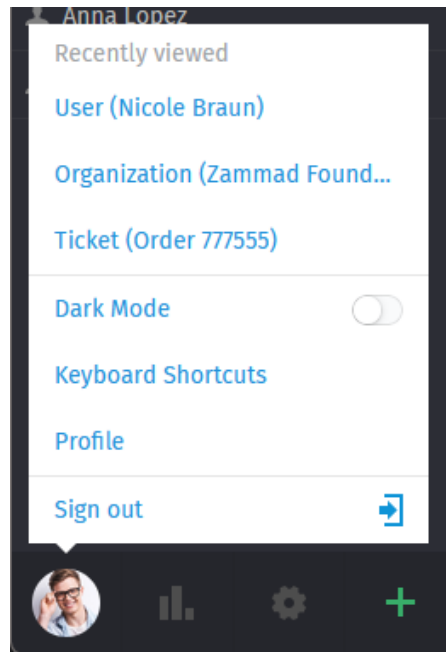 Anna Lopez
Recently viewed
User (Nicole Braun)
Organization (Zammad Found...
Ticket (Order 777555)
Dark Mode
Keyboard Shortcuts
Profile
Sign out